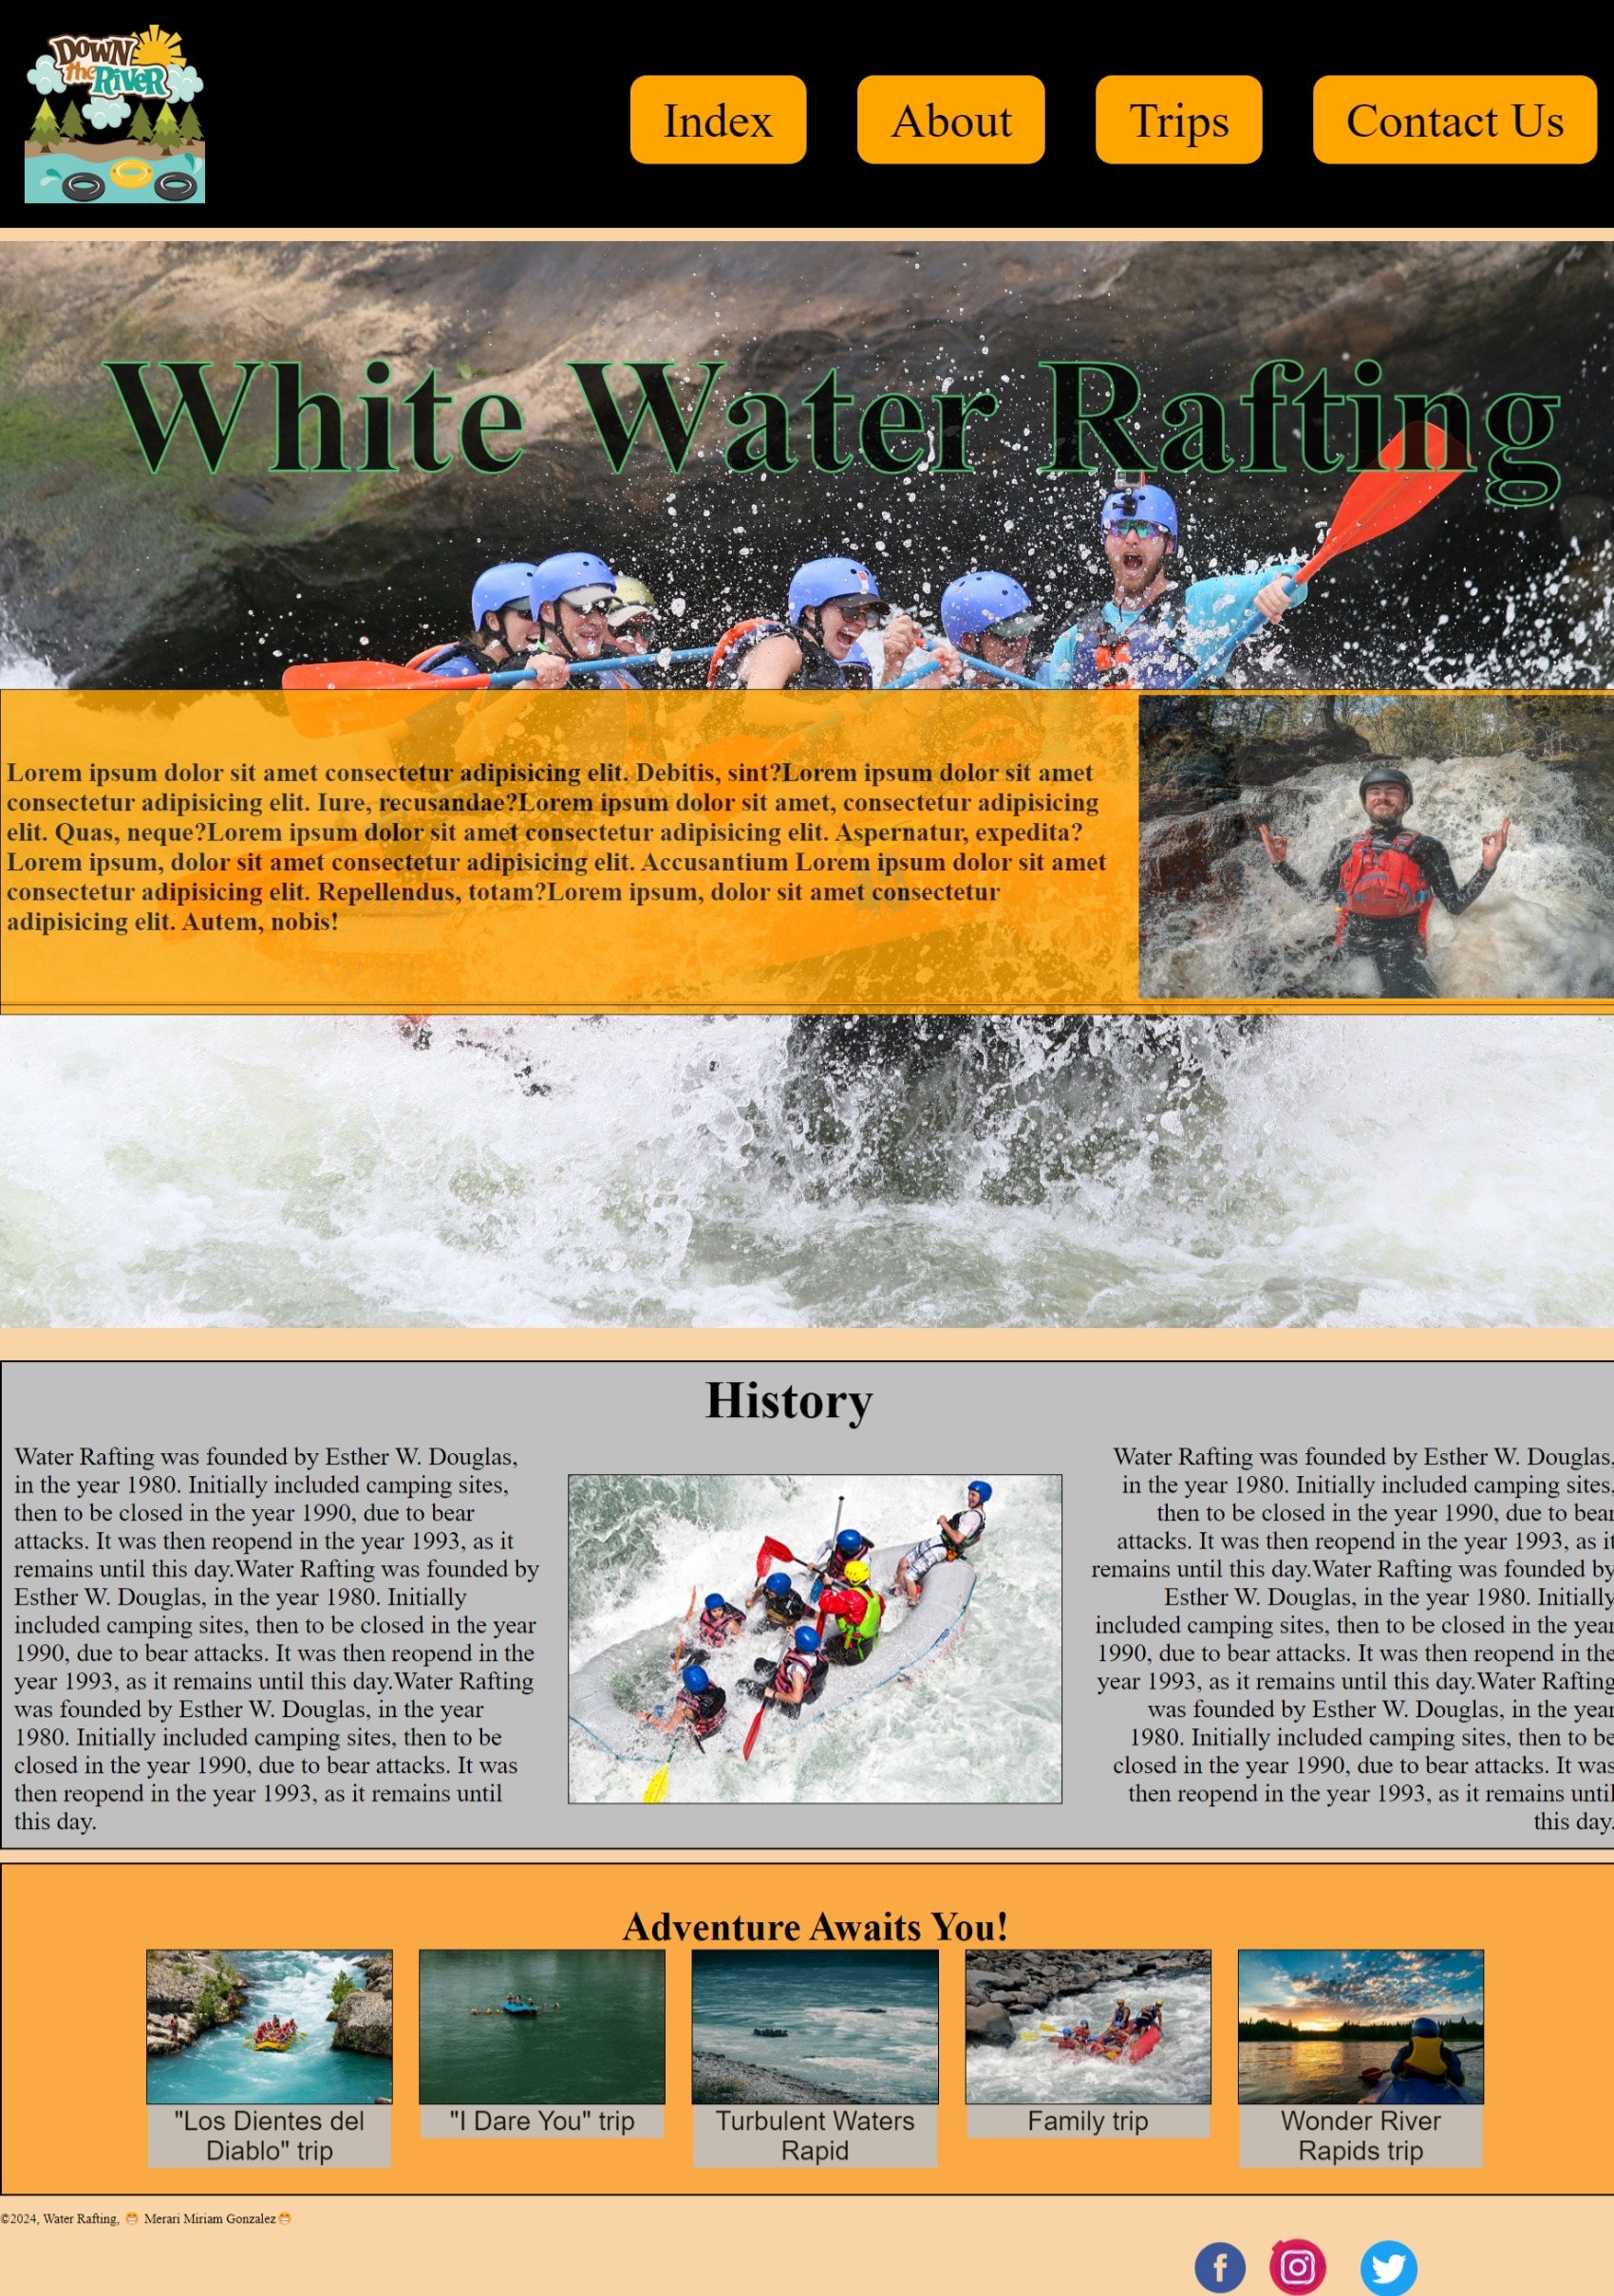 DOWN
the RiVeR
Index
About
Trips
Contact Us
White Water Rafting
Lorem ipsum dolor sit amet consectetur adipisicing elit. Debitis, sint?Lorem ipsum dolor sit amet
consectetur adipisicing elit. Iure, recusandae?Lorem ipsum dolor sit amet, consectetur adipisicing
elit. Quas, neque?Lorem ipsum dolor sit amet consectetur adipisicing elit. Aspernatur, expedita?
Lorem ipsum, dolor sit amet consectetur adipisicing elit. Accusantium Lorem ipsum dolor sit amet
consectetur adipisicing elit. Repellendus, totam?Lorem ipsum, dolor sit amet consectetur
adipisicing elit. Autem, nobis!
History
Water Rafting was founded by Esther W. Douglas,
in the year 1980. Initially included camping sites,
then to be closed in the year 1990, due to bear
attacks. It was then reopend in the year 1993, as it
remains until this day.Water Rafting was founded by
Esther W. Douglas, in the year 1980. Initially
included camping sites, then to be closed in the year
1990, due to bear attacks. It was then reopend in the
year 1993, as it remains until this day.Water Rafting
was founded by Esther W. Douglas, in the year
1980. Initially included camping sites, then to be
closed in the year 1990, due to bear attacks. It was
then reopend in the year 1993, as it remains until
this day.
Water Rafting was founded by Esther W. Douglas,
in the year 1980. Initially included camping sites,
then to be closed in the year 1990, due to bear
attacks. It was then reopend in the year 1993, as it
remains until this day.Water Rafting was founded by
Esther W. Douglas, in the year 1980. Initially
included camping sites, then to be closed in the year
1990, due to bear attacks. It was then reopend in the
year 1993, as it remains until this day.Water Rafting
was founded by Esther W. Douglas, in the year
1980. Initially included camping sites, then to be
closed in the year 1990, due to bear attacks. It was
then reopend in the year 1993, as it remains until
this day.
Adventure Awaits You!
"Los Dientes del
Diablo" trip
"I Dare You" trip
Turbulent Waters
Rapid
Family trip
Wonder River
Rapids trip
©2024, Water Rafting, 😁 Merari Miriam Gonzalez😁